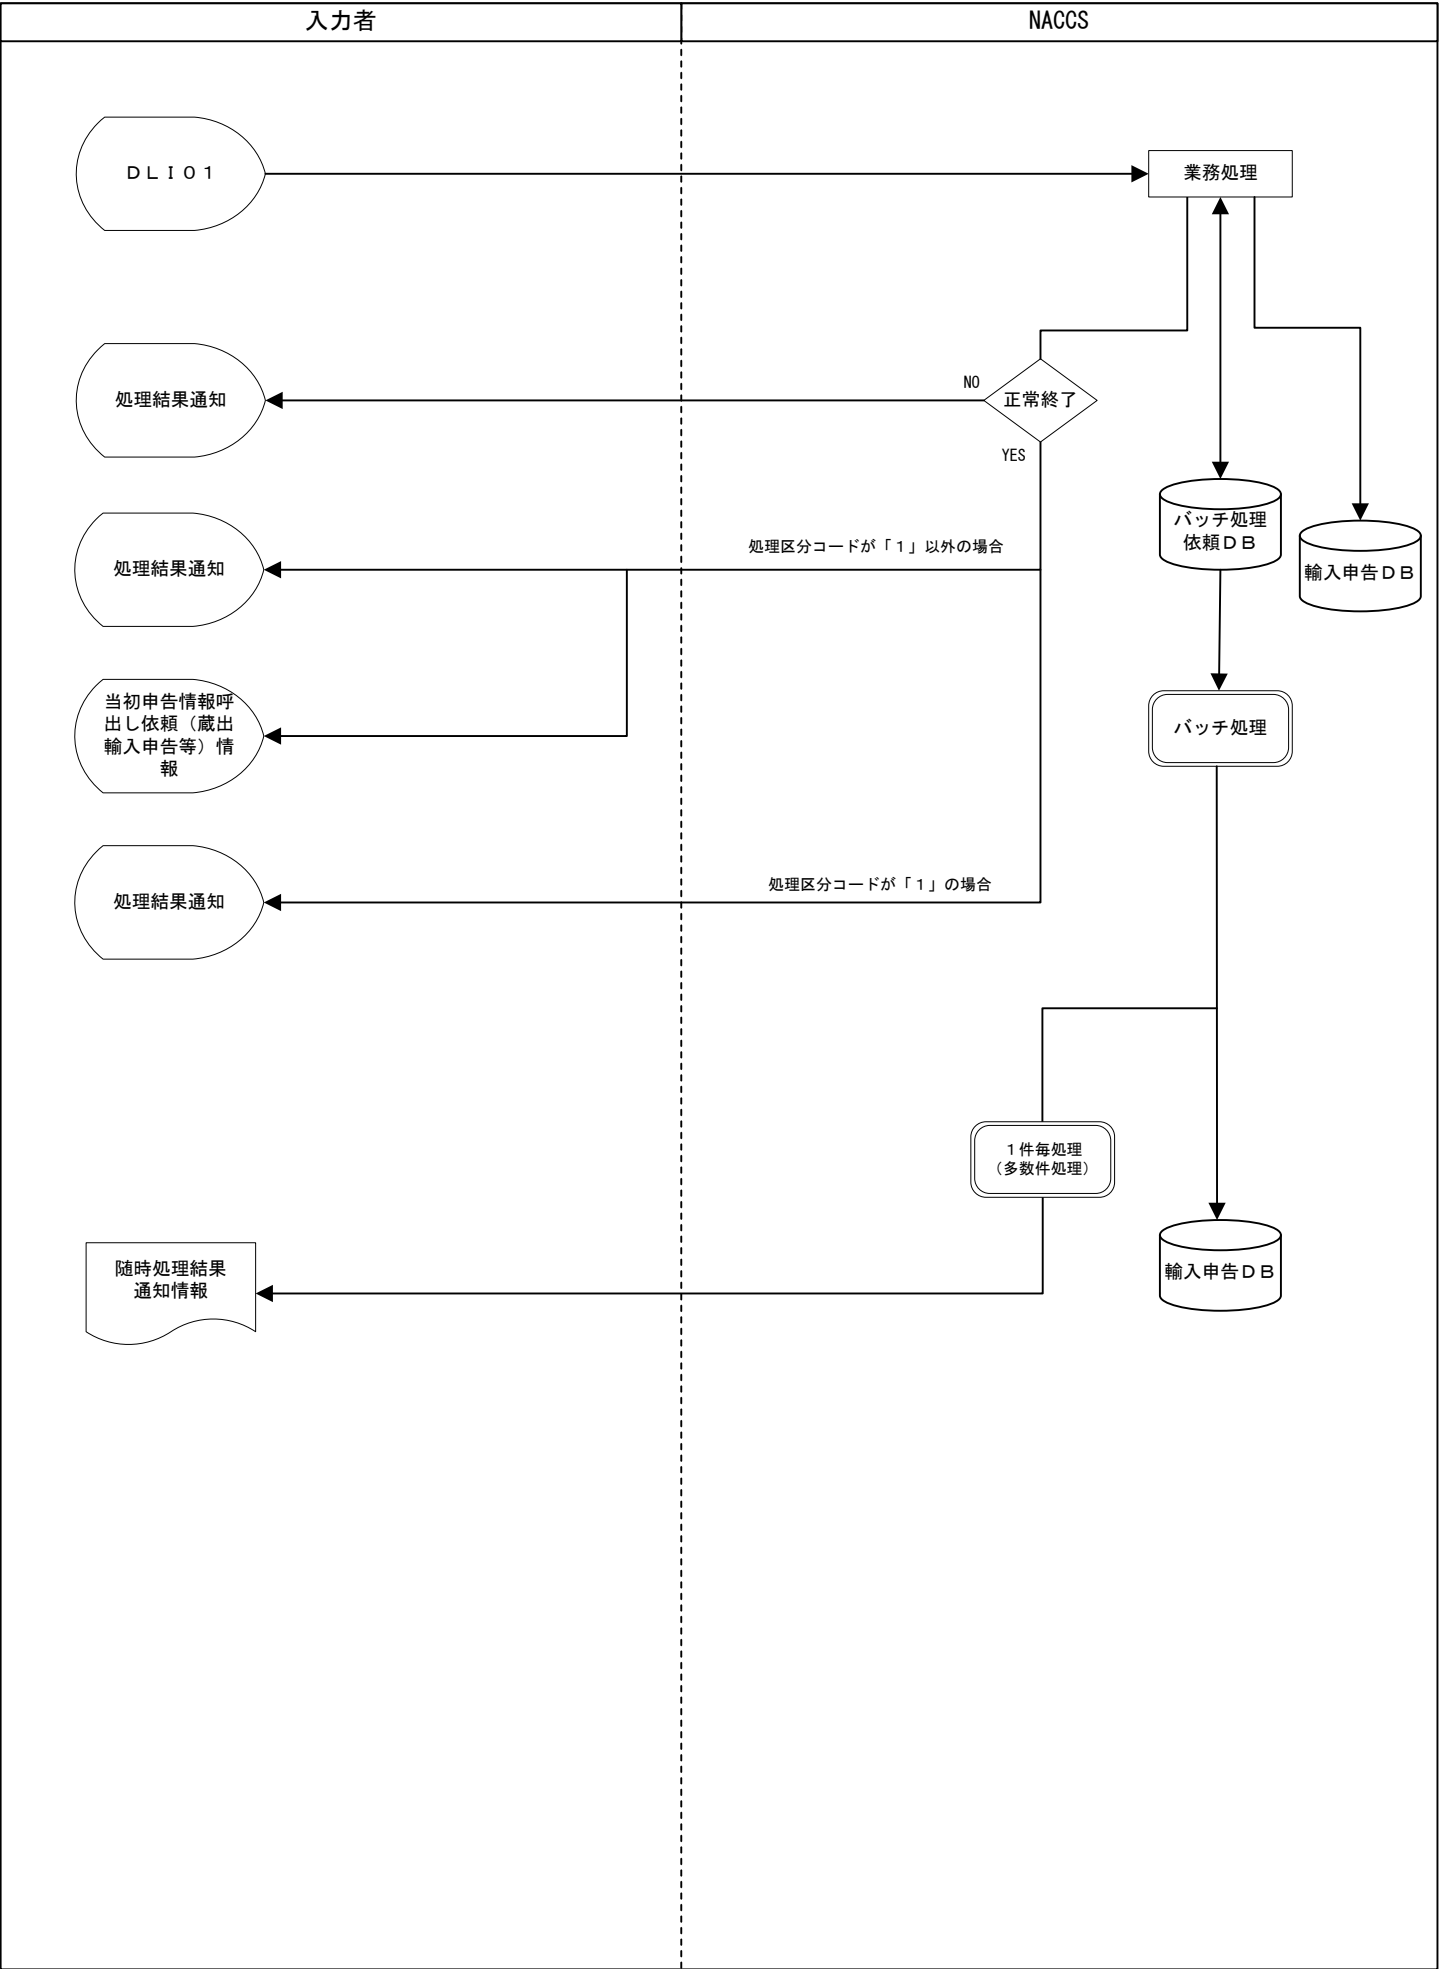 入力者
NACCS
ＤＬＩ０１
業務処理
処理結果通知
NO
正常終了
YES
処理結果通知
処理区分コードが「１」以外の場合
バッチ処理
依頼ＤＢ
輸入申告ＤＢ
当初申告情報呼
出し依頼（蔵出
輸入申告等）情
報
バッチ処理
処理結果通知
処理区分コードが「１」の場合
１件毎処理
（多数件処理）
随時処理結果
通知情報
輸入申告ＤＢ